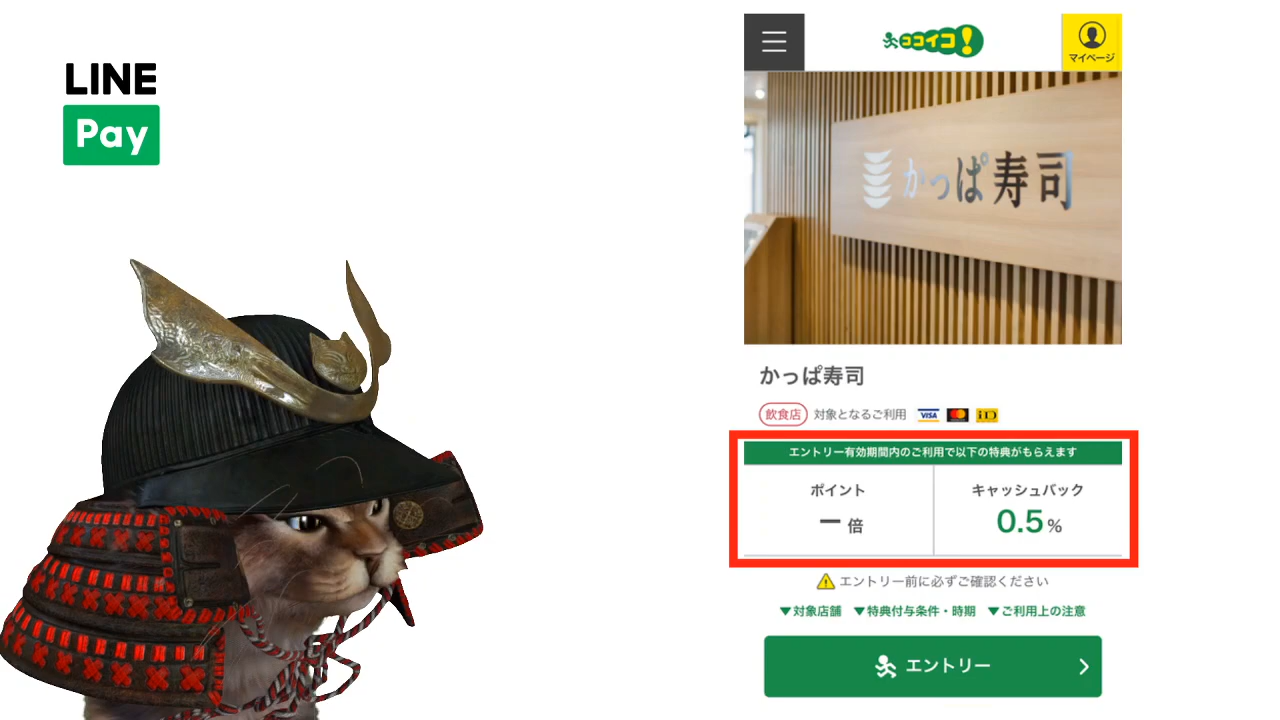 LINE
Pay
ココイコ!
マイページ
かっぱ寿司
かっぱ寿司
飲食店 対象となるご利用 VISA iD
エントリー有効期間内のご利用で以下の特典がもらえます
ポイント キャッシュバック
ー 倍 0.5 %
エントリー前に必ずご確認ください
▼対象店舗 ▼特典付与条件・時期 ▼ご利用上の注意
エントリー